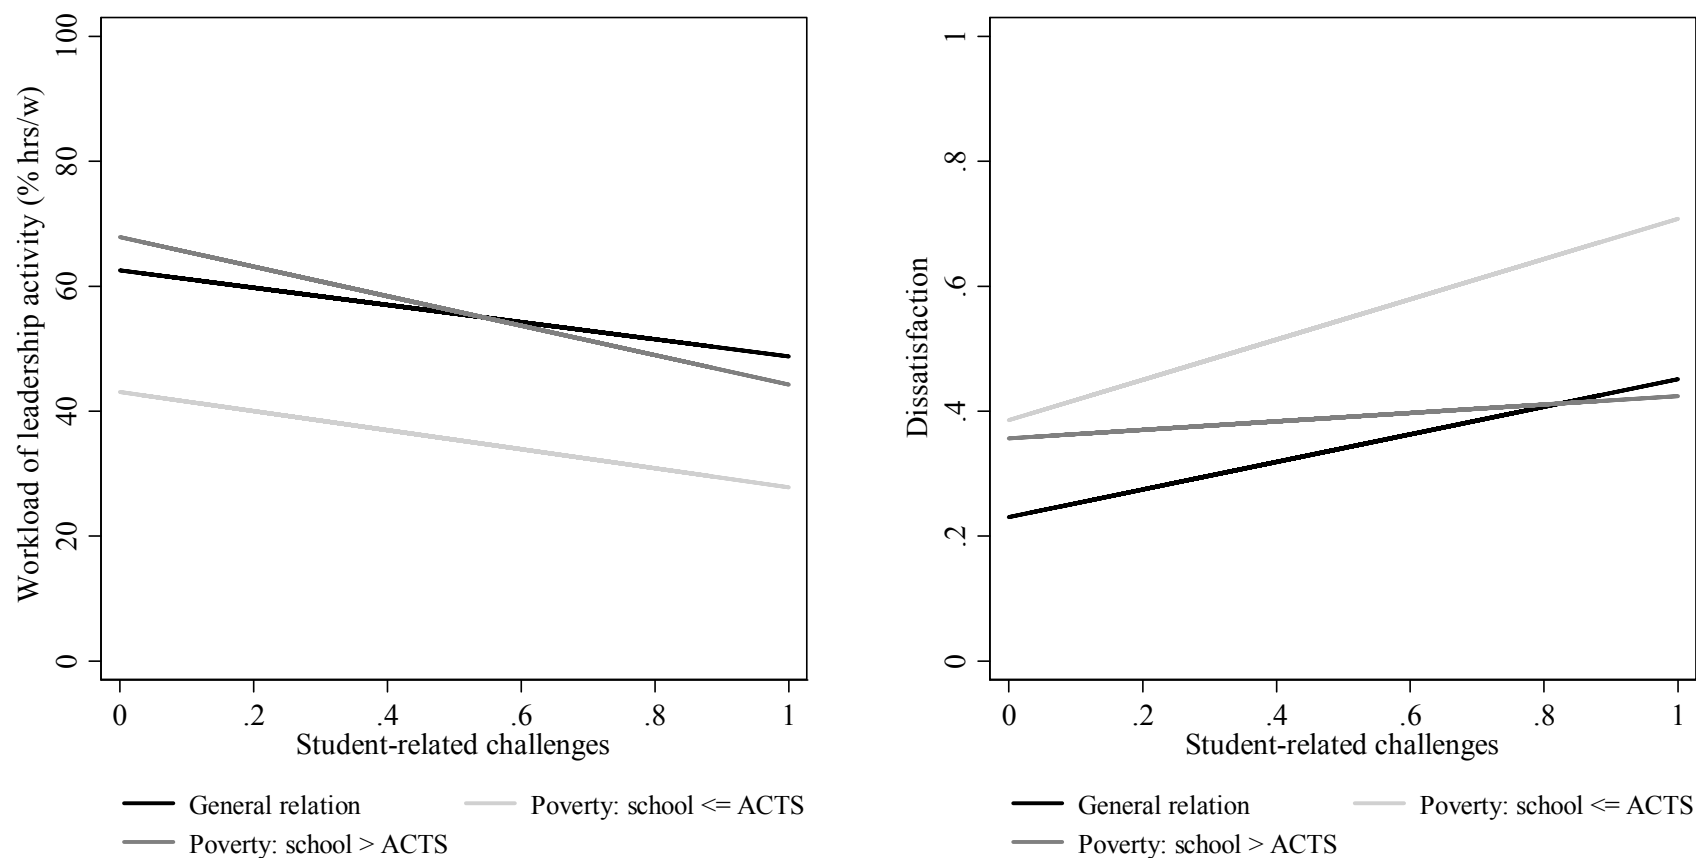 Workload of leadership activity (% hrs/w)
100
80
60
40
20
0
0 .2 .4 .6 .8 1
Student-related challenges
General relation
Poverty: school <= ACTS
Poverty: school > ACTS
Dissatisfaction
1
.8
.6
.4
.2
0
0 .2 .4 .6 .8 1
Student-related challenges
General relation
Poverty: school <= ACTS
Poverty: school > ACTS